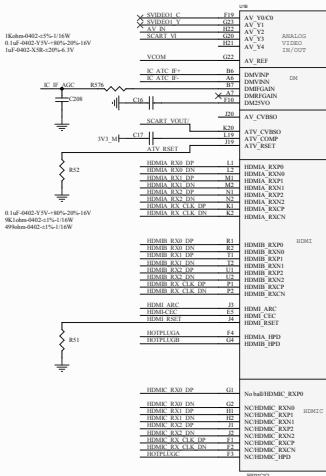 U1B
SVIDEO1_C F19 AV_Y0/C0
SVIDEO1_Y G23 AV_Y1
AV_IN H22 AV_Y2
SCART_VI G20 AV_Y3
H21 AV_Y4
ANALOG
VIDEO
IN/OUT
1Kohm-0402-±5%-1/16W
0.1uF-0402-Y5V-+80%-20%-16V
1uF-0402-X5R-±20%-6.3V
VCOM G22 AV_REF
IC_ATC_IF+ B6 DMVINP
IC_ATC_IF- A6 DMVINN
DM
IC_IF_AGC R576 B7 DMIFGAIN
A7 DMRFGAIN
C208 C16 F10 DM25VO
J20 AV_CVBSO
SCART_VOUT/ K20 ATV_CVBSO
3V3_M C17 L19 ATV_COMP
ATV_RSET J19 ATV_RSET
R52
HDMIA_RX0_DP L1 HDMIA_RXP0
HDMIA_RX0_DN L2 HDMIA_RXN0
HDMIA_RX1_DP M1 HDMIA_RXP1
HDMIA_RX1_DN M2 HDMIA_RXN1
HDMIA_RX2_DP N1 HDMIA_RXP2
HDMIA_RX2_DN N2 HDMIA_RXN2
HDMIA_RX_CLK_DP K1 HDMIA_RXCP
HDMIA_RX_CLK_DN K2 HDMIA_RXCN
0.1uF-0402-Y5V-+80%-20%-16V
9K1ohm-0402-±1%-1/16W
499ohm-0402-±1%-1/16W
HDMI
HDMIB_RX0_DP R1 HDMIB_RXP0
HDMIB_RX0_DN R2 HDMIB_RXN0
HDMIB_RX1_DP T1 HDMIB_RXP1
HDMIB_RX1_DN T2 HDMIB_RXN1
HDMIB_RX2_DP U1 HDMIB_RXP2
HDMIB_RX2_DN U2 HDMIB_RXN2
HDMIB_RX_CLK_DP P1 HDMIB_RXCP
HDMIB_RX_CLK_DN P2 HDMIB_RXCN
HDMI_ARC J3 HDMI_ARC
HDMI-CEC E5 HDMI_CEC
HDMI_RSET J4 HDMI_RSET
R51
HOTPLUGA F4 HDMIA_HPD
HOTPLUGB G4 HDMIB_HPD
HDMIC_RX0_DP G1 No ball/HDMIC_RXP0
HDMIC_RX0_DN G2 NC/HDMIC_RXN0
HDMIC
HDMIC_RX1_DP H1 NC/HDMIC_RXP1
HDMIC_RX1_DN H2 NC/HDMIC_RXN1
HDMIC_RX2_DP J1 NC/HDMIC_RXP2
HDMIC_RX2_DN J2 NC/HDMIC_RXN2
HDMIC_RX_CLK_DP F1 NC/HDMIC_RXCP
HDMIC_RX_CLK_DN F2 NC/HDMIC_RXCN
HOTPLUGC F3 NC/HDMIC_HPD